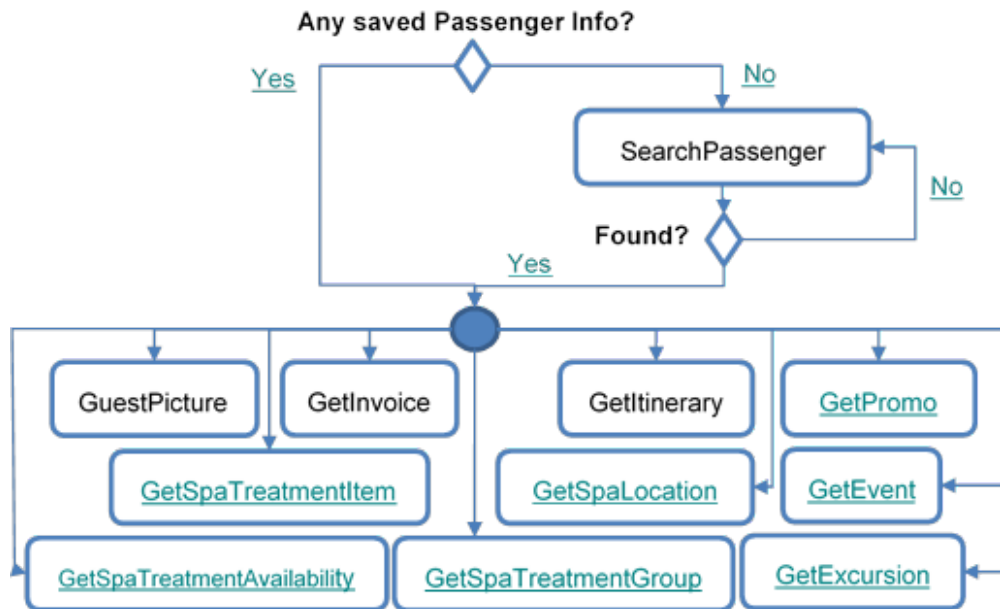 Any saved Passenger Info?
Yes
No
SearchPassenger
No
Found?
Yes
GuestPicture
GetInvoice
GetItinerary
GetPromo
GetSpaTreatmentItem
GetSpaLocation
GetEvent
GetSpaTreatmentAvailability
GetSpaTreatmentGroup
GetExcursion